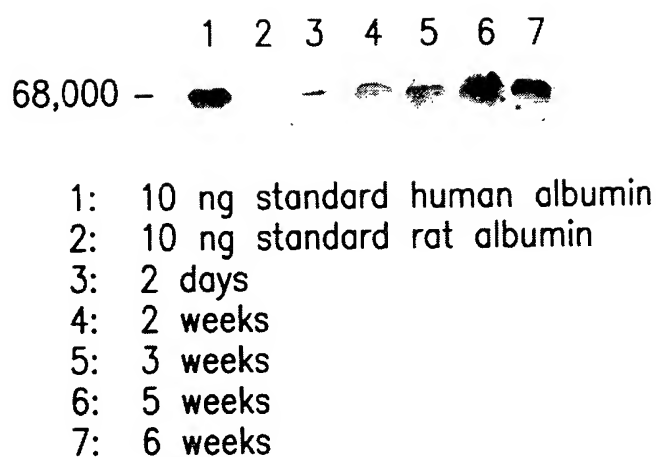 1 2 3 4 5 6 7
68,000 –
1: 10 ng standard human albumin
2: 10 ng standard rat albumin
3: 2 days
4: 2 weeks
5: 3 weeks
6: 5 weeks
7: 6 weeks